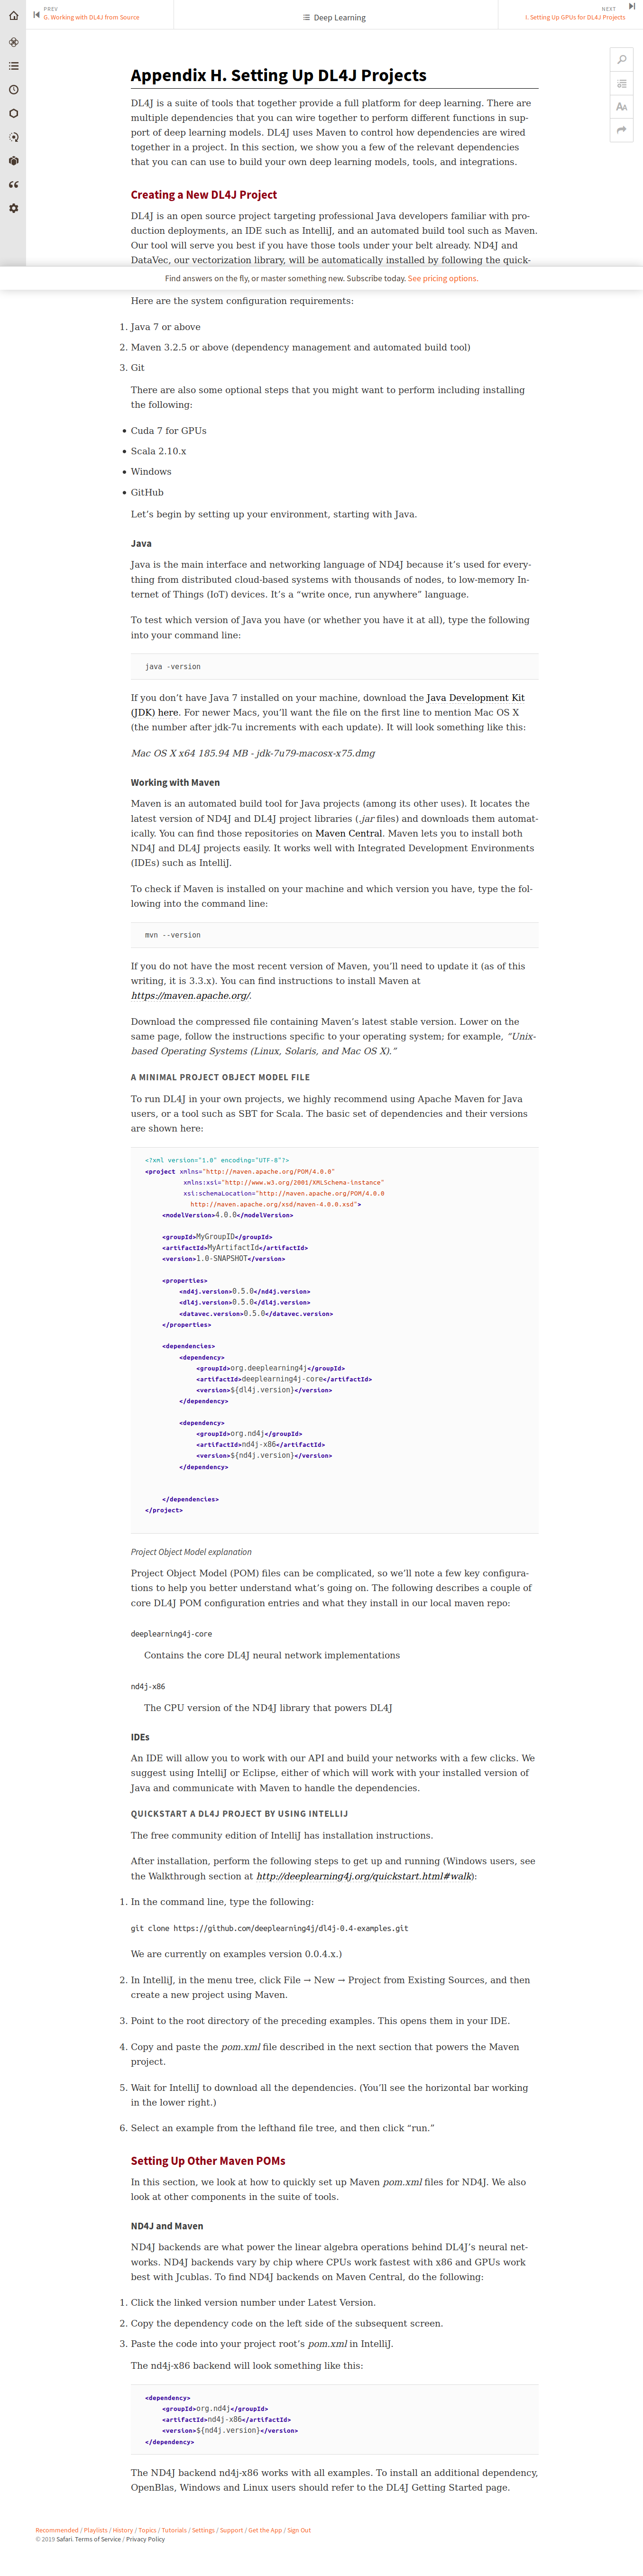 PREV
G. Working with DL4J from Source
Deep Learning
NEXT
I. Setting Up GPUs for DL4J Projects
Appendix H. Setting Up DL4J Projects
DL4J is a suite of tools that together provide a full platform for deep learning. There are
multiple dependencies that you can wire together to perform different functions in sup-
port of deep learning models. DL4J uses Maven to control how dependencies are wired
together in a project. In this section, we show you a few of the relevant dependencies
that you can can use to build your own deep learning models, tools, and integrations.
Creating a New DL4J Project
DL4J is an open source project targeting professional Java developers familiar with pro-
duction deployments, an IDE such as IntelliJ, and an automated build tool such as Maven.
Our tool will serve you best if you have those tools under your belt already. ND4J and
DataVec, our vectorization library, will be automatically installed by following the quick-
Find answers on the fly, or master something new. Subscribe today. See pricing options.
Here are the system configuration requirements:
1. Java 7 or above
2. Maven 3.2.5 or above (dependency management and automated build tool)
3. Git
There are also some optional steps that you might want to perform including installing
the following:
• Cuda 7 for GPUs
• Scala 2.10.x
• Windows
• GitHub
Let’s begin by setting up your environment, starting with Java.
Java
Java is the main interface and networking language of ND4J because it’s used for every-
thing from distributed cloud-based systems with thousands of nodes, to low-memory In-
ternet of Things (IoT) devices. It’s a “write once, run anywhere” language.
To test which version of Java you have (or whether you have it at all), type the following
into your command line:
java -version
If you don’t have Java 7 installed on your machine, download the Java Development Kit
(JDK) here. For newer Macs, you’ll want the file on the first line to mention Mac OS X
(the number after jdk-7u increments with each update). It will look something like this:
Mac OS X x64 185.94 MB - jdk-7u79-macosx-x75.dmg
Working with Maven
Maven is an automated build tool for Java projects (among its other uses). It locates the
latest version of ND4J and DL4J project libraries (.jar files) and downloads them automat-
ically. You can find those repositories on Maven Central. Maven lets you to install both
ND4J and DL4J projects easily. It works well with Integrated Development Environments
(IDEs) such as IntelliJ.
To check if Maven is installed on your machine and which version you have, type the fol-
lowing into the command line:
mvn --version
If you do not have the most recent version of Maven, you’ll need to update it (as of this
writing, it is 3.3.x). You can find instructions to install Maven at
https://maven.apache.org/.
Download the compressed file containing Maven’s latest stable version. Lower on the
same page, follow the instructions specific to your operating system; for example, “Unix-
based Operating Systems (Linux, Solaris, and Mac OS X).”
A MINIMAL PROJECT OBJECT MODEL FILE
To run DL4J in your own projects, we highly recommend using Apache Maven for Java
users, or a tool such as SBT for Scala. The basic set of dependencies and their versions
are shown here:
<?xml version="1.0" encoding="UTF-8"?>
<project xmlns="http://maven.apache.org/POM/4.0.0"
xmlns:xsi="http://www.w3.org/2001/XMLSchema-instance"
xsi:schemaLocation="http://maven.apache.org/POM/4.0.0
http://maven.apache.org/xsd/maven-4.0.0.xsd">
<modelVersion>4.0.0</modelVersion>
<groupId>MyGroupID</groupId>
<artifactId>MyArtifactId</artifactId>
<version>1.0-SNAPSHOT</version>
<properties>
<nd4j.version>0.5.0</nd4j.version>
<dl4j.version>0.5.0</dl4j.version>
<datavec.version>0.5.0</datavec.version>
</properties>
<dependencies>
<dependency>
<groupId>org.deeplearning4j</groupId>
<artifactId>deeplearning4j-core</artifactId>
<version>${dl4j.version}</version>
</dependency>
<dependency>
<groupId>org.nd4j</groupId>
<artifactId>nd4j-x86</artifactId>
<version>${nd4j.version}</version>
</dependency>
</dependencies>
</project>
Project Object Model explanation
Project Object Model (POM) files can be complicated, so we’ll note a few key configura-
tions to help you better understand what’s going on. The following describes a couple of
core DL4J POM configuration entries and what they install in our local maven repo:
deeplearning4j-core
Contains the core DL4J neural network implementations
nd4j-x86
The CPU version of the ND4J library that powers DL4J
IDEs
An IDE will allow you to work with our API and build your networks with a few clicks. We
suggest using IntelliJ or Eclipse, either of which will work with your installed version of
Java and communicate with Maven to handle the dependencies.
QUICKSTART A DL4J PROJECT BY USING INTELLIJ
The free community edition of IntelliJ has installation instructions.
After installation, perform the following steps to get up and running (Windows users, see
the Walkthrough section at http://deeplearning4j.org/quickstart.html#walk):
1. In the command line, type the following:
git clone https://github.com/deeplearning4j/dl4j-0.4-examples.git
We are currently on examples version 0.0.4.x.)
2. In IntelliJ, in the menu tree, click File → New → Project from Existing Sources, and then
create a new project using Maven.
3. Point to the root directory of the preceding examples. This opens them in your IDE.
4. Copy and paste the pom.xml file described in the next section that powers the Maven
project.
5. Wait for IntelliJ to download all the dependencies. (You’ll see the horizontal bar working
in the lower right.)
6. Select an example from the lefthand file tree, and then click “run.”
Setting Up Other Maven POMs
In this section, we look at how to quickly set up Maven pom.xml files for ND4J. We also
look at other components in the suite of tools.
ND4J and Maven
ND4J backends are what power the linear algebra operations behind DL4J’s neural net-
works. ND4J backends vary by chip where CPUs work fastest with x86 and GPUs work
best with Jcublas. To find ND4J backends on Maven Central, do the following:
1. Click the linked version number under Latest Version.
2. Copy the dependency code on the left side of the subsequent screen.
3. Paste the code into your project root’s pom.xml in IntelliJ.
The nd4j-x86 backend will look something like this:
<dependency>
<groupId>org.nd4j</groupId>
<artifactId>nd4j-x86</artifactId>
<version>${nd4j.version}</version>
</dependency>
The ND4J backend nd4j-x86 works with all examples. To install an additional dependency,
OpenBlas, Windows and Linux users should refer to the DL4J Getting Started page.
Recommended / Playlists / History / Topics / Tutorials / Settings / Support / Get the App / Sign Out
© 2019 Safari. Terms of Service / Privacy Policy